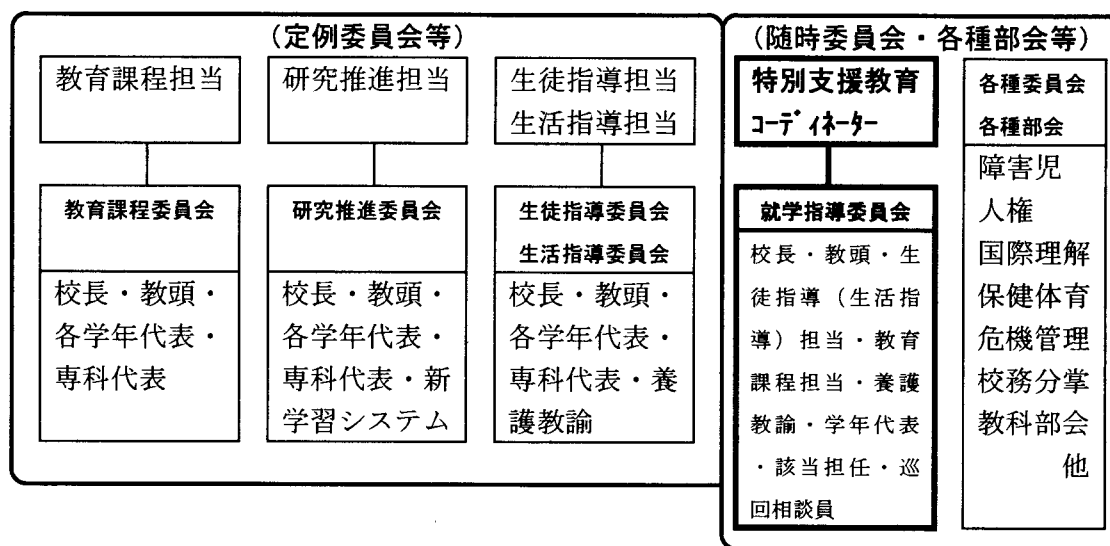 (定例委員会等)
教育課程担当
教育課程委員会
校長・教頭・
各学年代表・
専科代表
研究推進担当
研究推進委員会
校長・教頭・
各学年代表・
専科代表・新
学習システム
生徒指導担当
生活指導担当
生徒指導委員会
生活指導委員会
校長・教頭・
各学年代表・
専科代表・養
護教諭
(随時委員会・各種部会等)
特別支援教育
コーディネーター
就学指導委員会
校長・教頭・生
徒指導(生活指
導)担当・教育
課程担当・養護
教諭・学年代表
・該当担任・巡
回相談員
各種委員会
各種部会
障害児
人権
国際理解
保健体育
危機管理
校務分掌
教科部会
他